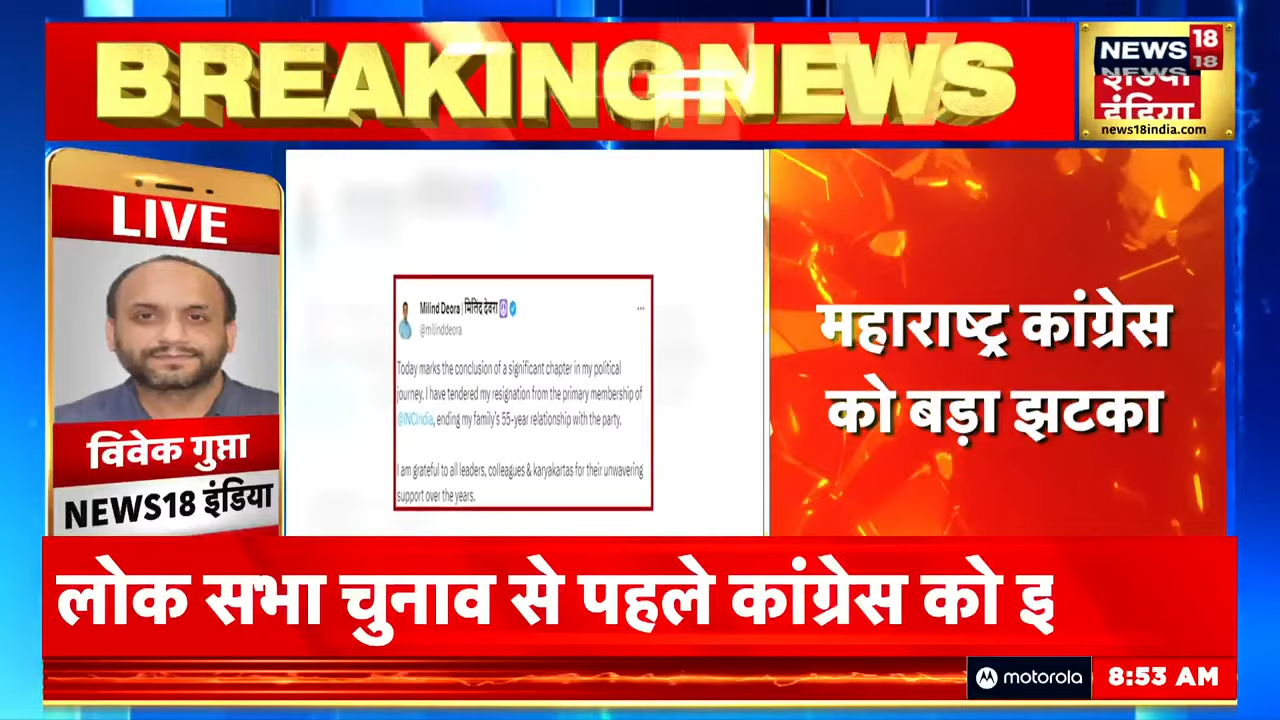 BREAKING NEWS
NEWS 18
इंडिया
news18india.com
LIVE
विवेक गुप्ता
NEWS18 इंडिया
Milind Deora | मिलिंद देवरा
@milinddeora
Today marks the conclusion of a significant chapter in my political
journey. I have tendered my resignation from the primary membership of
@INCIndia, ending my family's 55-year relationship with the party.
I am grateful to all leaders, colleagues & karyakartas for their unwavering
support over the years.
महाराष्ट्र कांग्रेस
को बड़ा झटका
लोक सभा चुनाव से पहले कांग्रेस को इ
motorola
8:53 AM